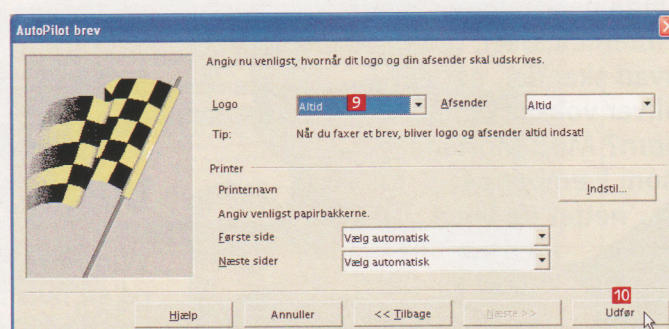 AutoPilot brev
Angiv nu venligst, hvornår dit logo og din afsender skal udskrives.
Logo Altid 9 Afsender Altid
Tip: Når du faxer et brev, bliver logo og afsender altid indsat!
Printer
Printernavn Indstil...
Angiv venligst papirbakkerne.
Første side Vælg automatisk
Næste sider Vælg automatisk
10
Hjælp Annuller << Tilbage Næste >> Udfør